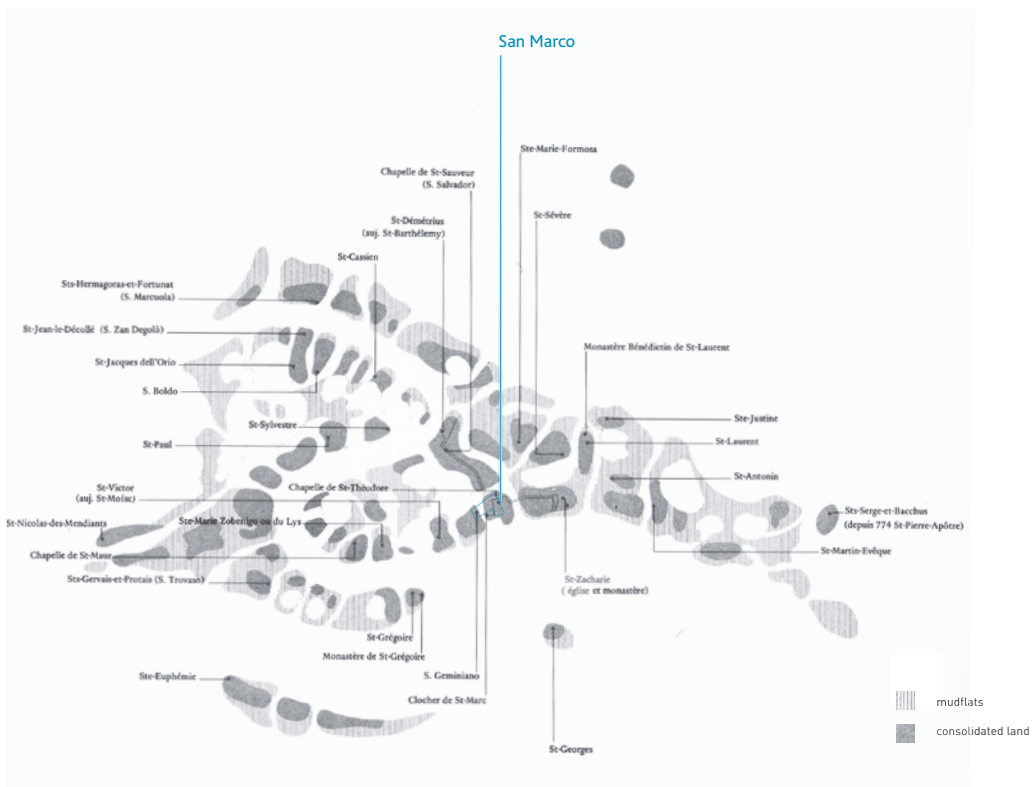 San Marco
Ste-Marie-Formosa
Chapelle de St-Sauveur
(S. Salvador)
St-Démétrius
(auj. St-Barthélemy)
St-Sévère
St-Cassien
Sts-Hermagoras-et-Fortunat
(S. Marcuola)
St-Jean-le-Décollé (S. Zan Degolà)
Monastère Bénédictin de St-Laurent
St-Jacques dell'Orio
S. Boldo
Ste-Justine
St-Sylvestre
St-Paul
St-Laurent
St-Antonin
St-Victor
(auj. St-Moïse)
Chapelle de St-Théodore
Sts-Serge-et-Bacchus
(depuis 774 St-Pierre-Apôtre)
St-Nicolas-des-Mendiants
Ste-Marie Zobenigo ou du Lys
Chapelle de St-Maur
St-Martin-Evêque
Sts-Gervais-et-Protais (S. Trovaso)
St-Zacharie
( église et monastère)
St-Grégoire
Monastère de St-Grégoire
Ste-Euphémie
S. Geminiano
Clocher de St-Marc
St-Georges
mudflats
consolidated land